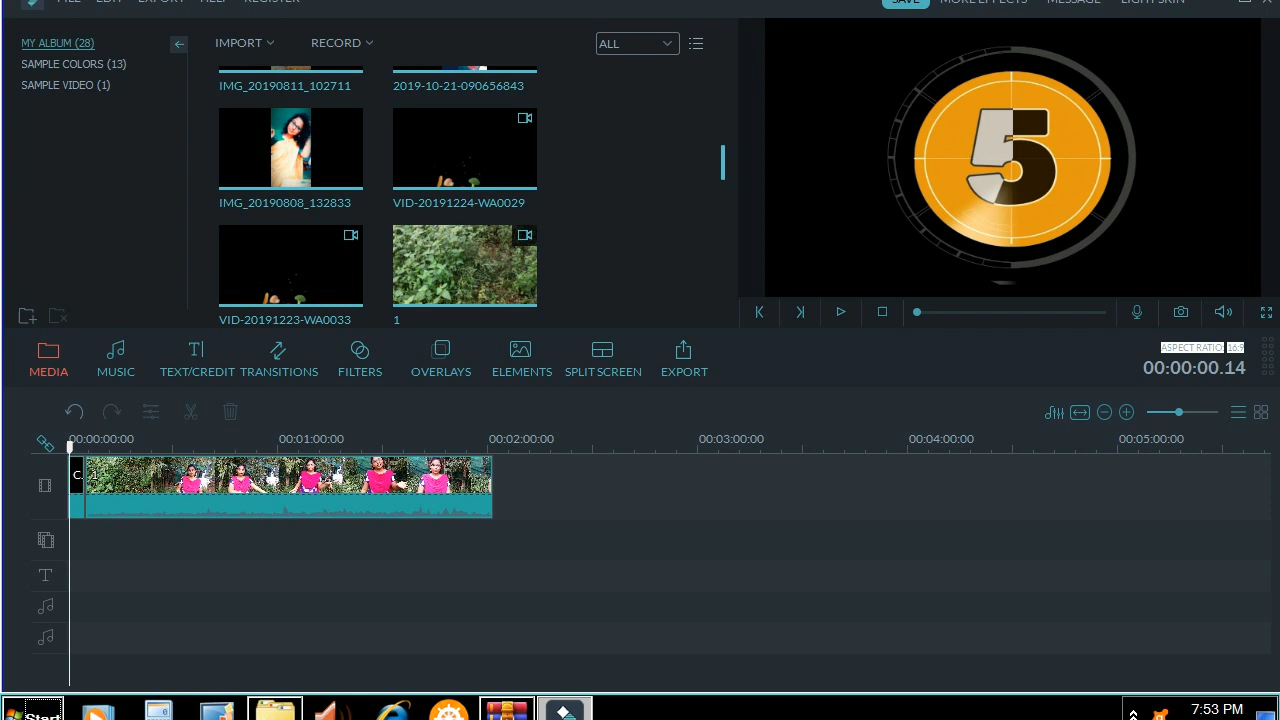 FILE EDIT EXPORT HELP REGISTER
SAVE MORE EFFECTS MESSAGE LIGHT SKIN
MY ALBUM (28)
SAMPLE COLORS (13)
SAMPLE VIDEO (1)
IMPORT RECORD ALL
IMG_20190811_102711
2019-10-21-090656843
IMG_20190808_132833
VID-20191224-WA0029
VID-20191223-WA0033
1
5
MEDIA MUSIC TEXT/CREDIT TRANSITIONS FILTERS OVERLAYS ELEMENTS SPLIT SCREEN EXPORT
ASPECT RATIO: 16:9
00:00:00.14
00:00:00:00 00:01:00:00 00:02:00:00 00:03:00:00 00:04:00:00 00:05:00:00
C. 1
Start
7:53 PM